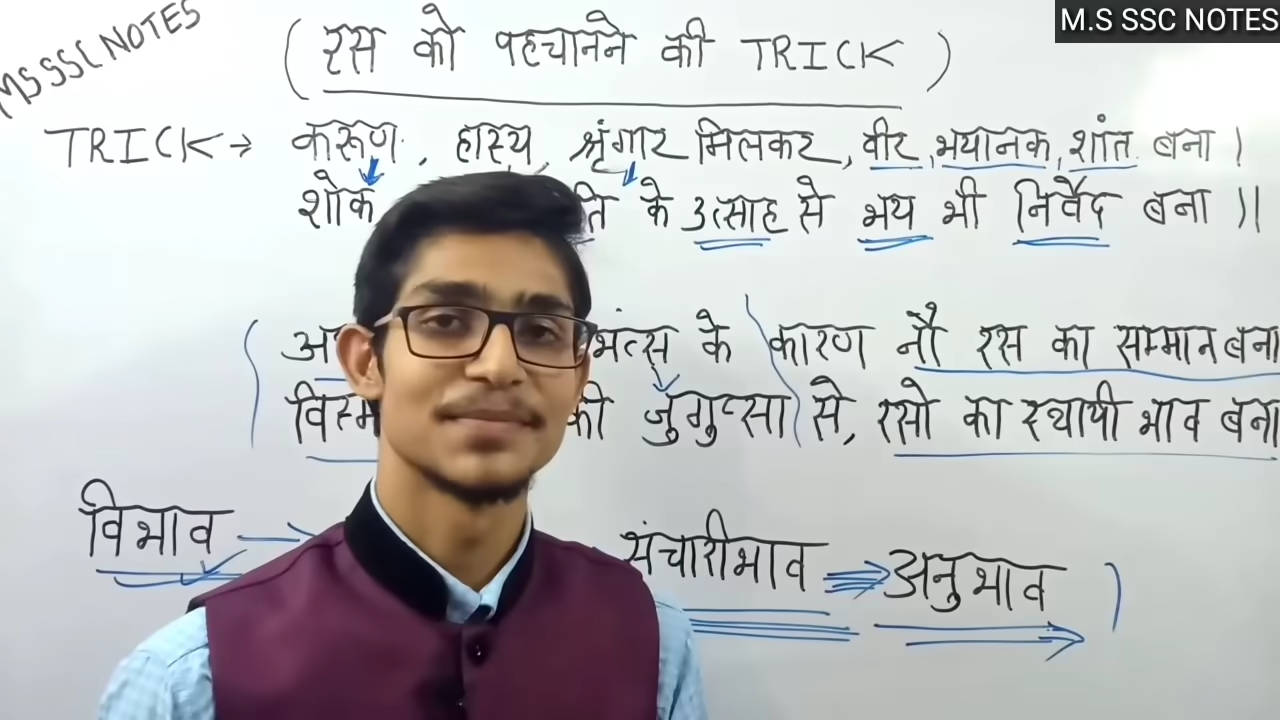 M.S SSC NOTES
MS SSC NOTES
( रस को पहचानने की TRICK )
TRICK → करूण, हास्य, श्रृंगार मिलकर, वीर, भयानक, शांत बना।
शोक के उत्साह से भय भी निर्वेद बना॥
के कारण नौ रस का सम्मान बना
की जुगुप्सा से, रसो का स्थायी भाव बना
विभाव → संचारीभाव → अनुभाव )